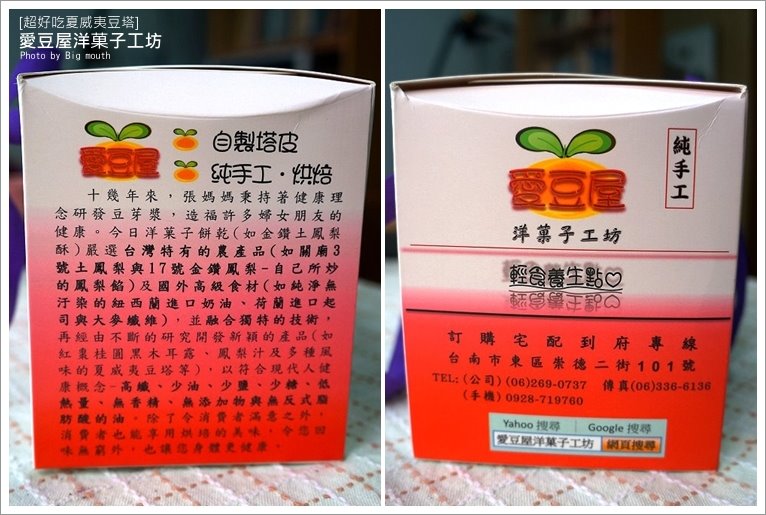 [超好吃夏威夷豆塔]
愛豆屋洋菓子工坊
Photo by Big mouth
愛豆屋
自製塔皮
純手工・烘焙
十幾年來，張媽媽秉持著健康理
念研發豆芽漿，造福許多婦女朋友的
健康。今日洋菓子餅乾(如金鑽土鳳梨
酥)嚴選台灣特有的農產品(如關廟3
號土鳳梨與17號金鑽鳳梨-自己所炒
的鳳梨餡)及國外高級食材(如純淨無
汙染的紐西蘭進口奶油、荷蘭進口起
司與大麥纖維)，並融合獨特的技術，
再經由不斷的研究開發新穎的產品(如
紅棗桂圓黑木耳露、鳳梨汁及多種風
味的夏威夷豆塔等)，以符合現代人健
康概念-高纖、少油、少鹽、少糖、低
熱量、無香精、無添加物與無反式脂
肪酸的油。除了令消費者滿意之外，
消費者也能享用烘焙的美味，令您回
味無窮外，也讓您身體更健康。
愛豆屋
純手工
洋菓子工坊
輕食養生點♡
訂購宅配到府專線
台南市東區崇德二街101號
TEL:(公司)(06)269-0737 傳真(06)336-6136
(手機)0928-719760
Yahoo 搜尋 Google 搜尋
愛豆屋洋菓子工坊 網頁搜尋